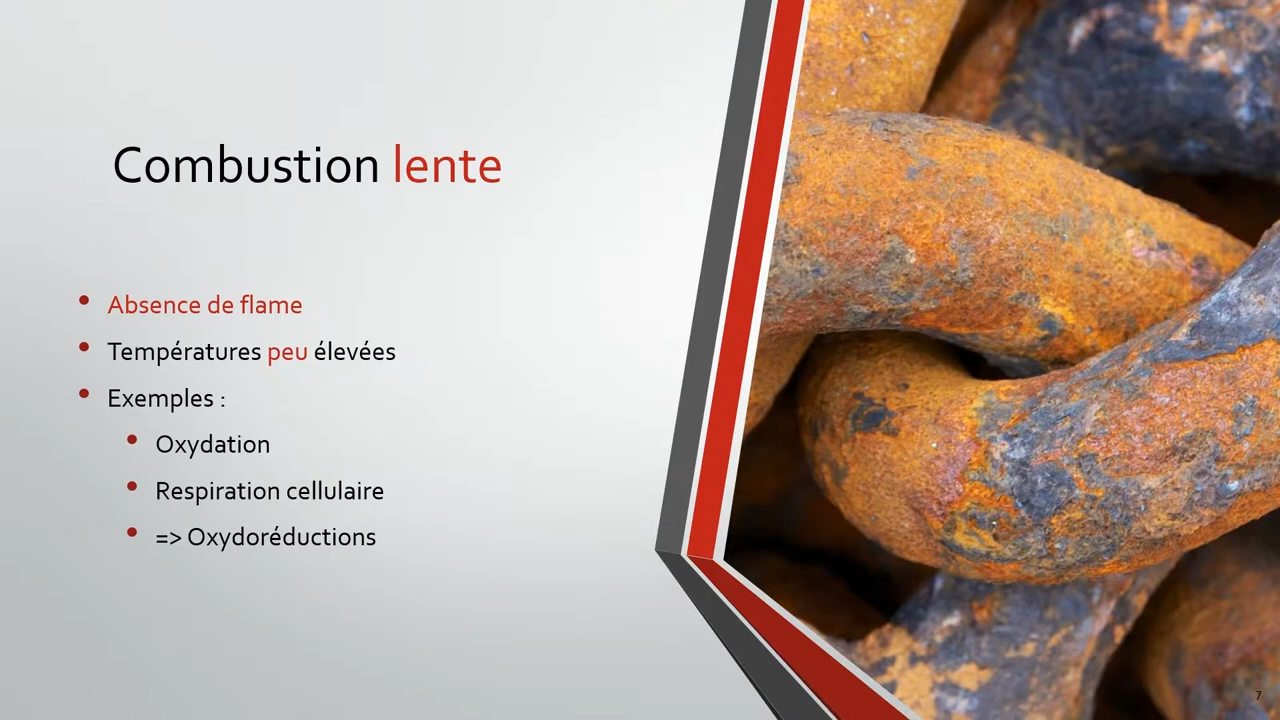 Combustion lente
Absence de flame
Températures peu élevées
Exemples :
Oxydation
Respiration cellulaire
=> Oxydoréductions
7